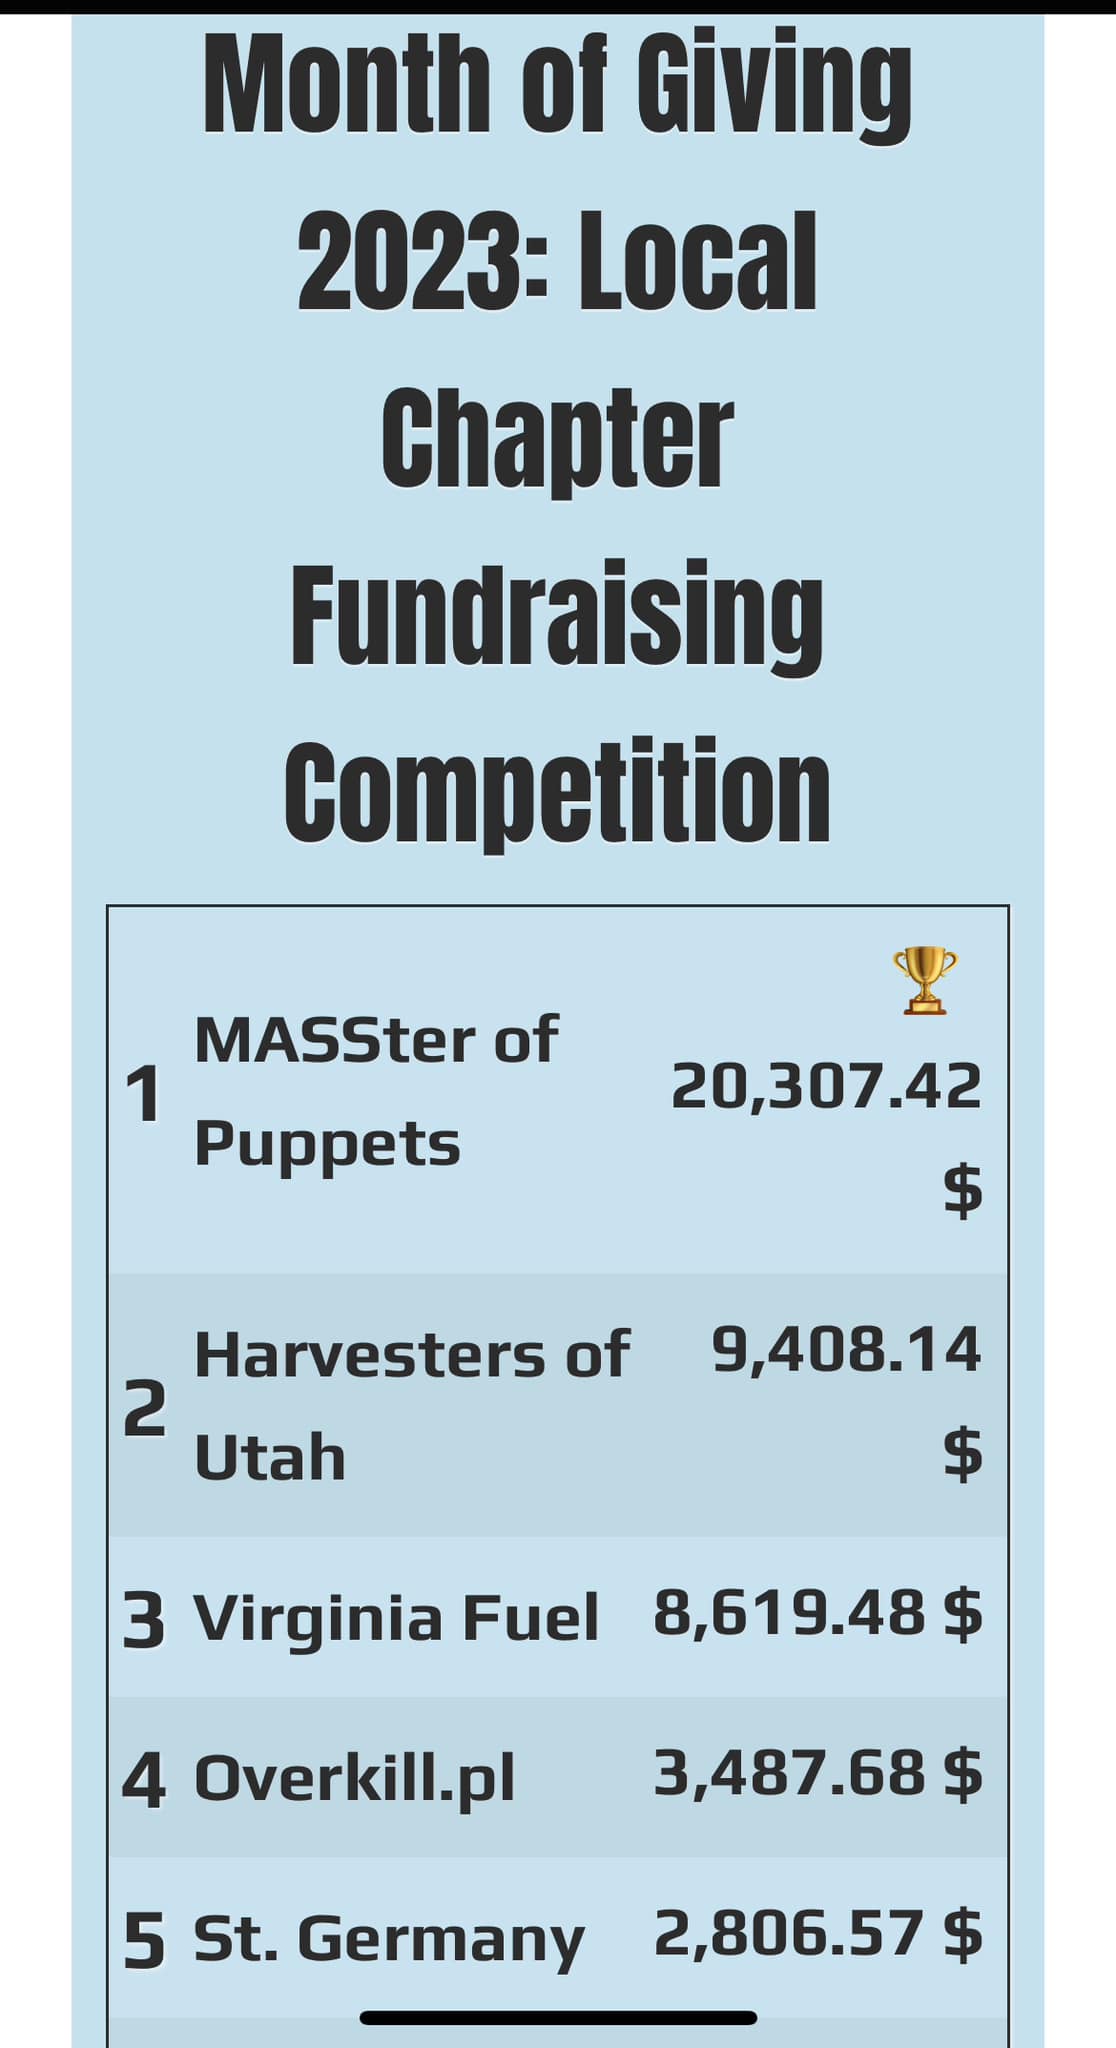 Month of Giving
2023: Local
Chapter
Fundraising
Competition
1 MASSter of Puppets 🏆 20,307.42 $
2 Harvesters of Utah 9,408.14 $
3 Virginia Fuel 8,619.48 $
4 Overkill.pl 3,487.68 $
5 St. Germany 2,806.57 $